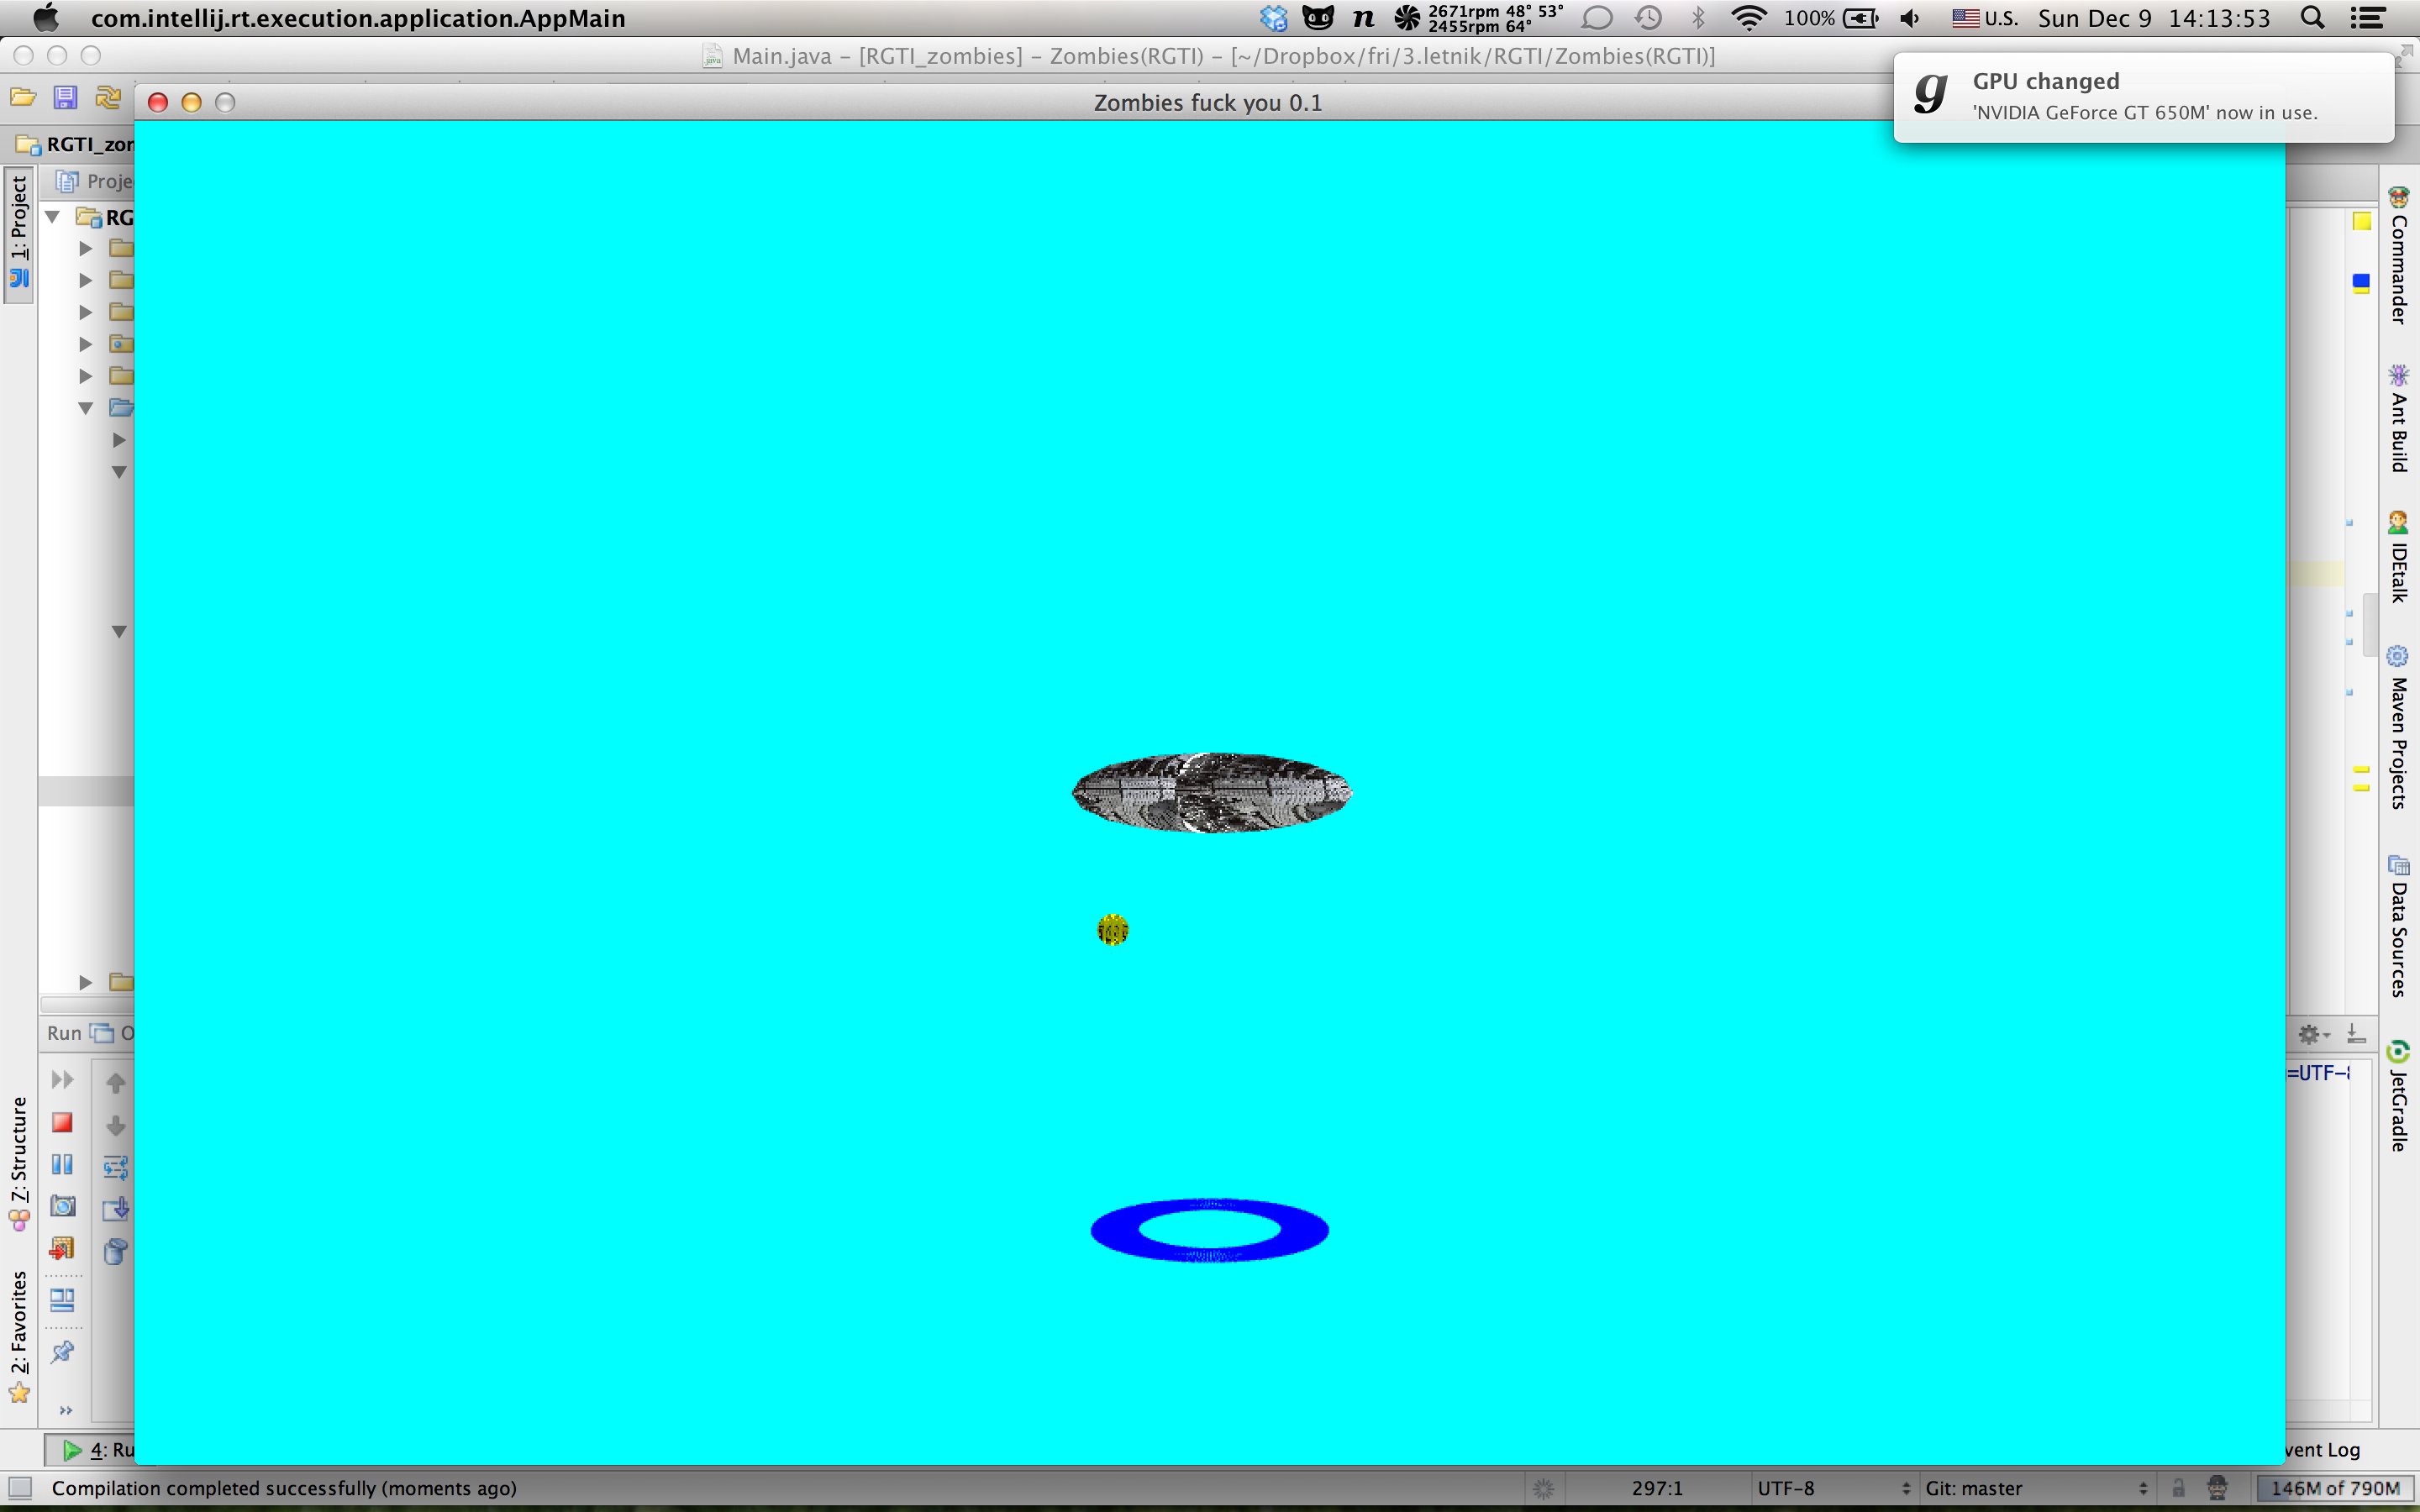 com.intellij.rt.execution.application.AppMain
n
2671rpm 48° 53°
2455rpm 64°
100%
U.S.
Sun Dec 9 14:13:53
Main.java – [RGTI_zombies] – Zombies(RGTI) – [~/Dropbox/fri/3.letnik/RGTI/Zombies(RGTI)]
g
GPU changed
'NVIDIA GeForce GT 650M' now in use.
Zombies fuck you 0.1
RGTI_zor
1: Project
Proje
RG
Commander
Ant Build
IDEtalk
Maven Projects
Data Sources
JetGradle
Run
O
=UTF-8
7: Structure
2: Favorites
4: Ru
vent Log
Compilation completed successfully (moments ago)
297:1
UTF-8
Git: master
146M of 790M